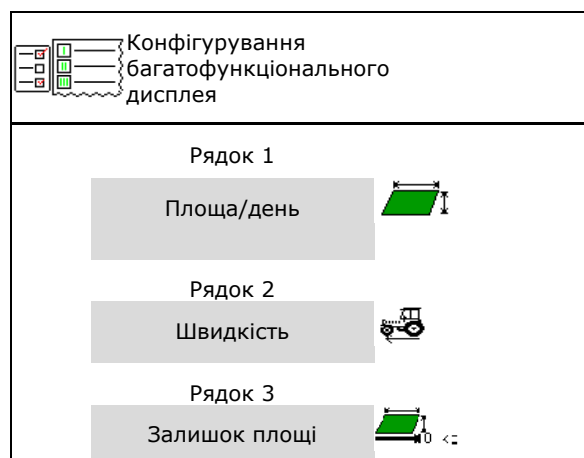 Конфігурування
багатофункціонального
дисплея
Рядок 1
Площа/день
Рядок 2
Швидкість
Рядок 3
Залишок площі